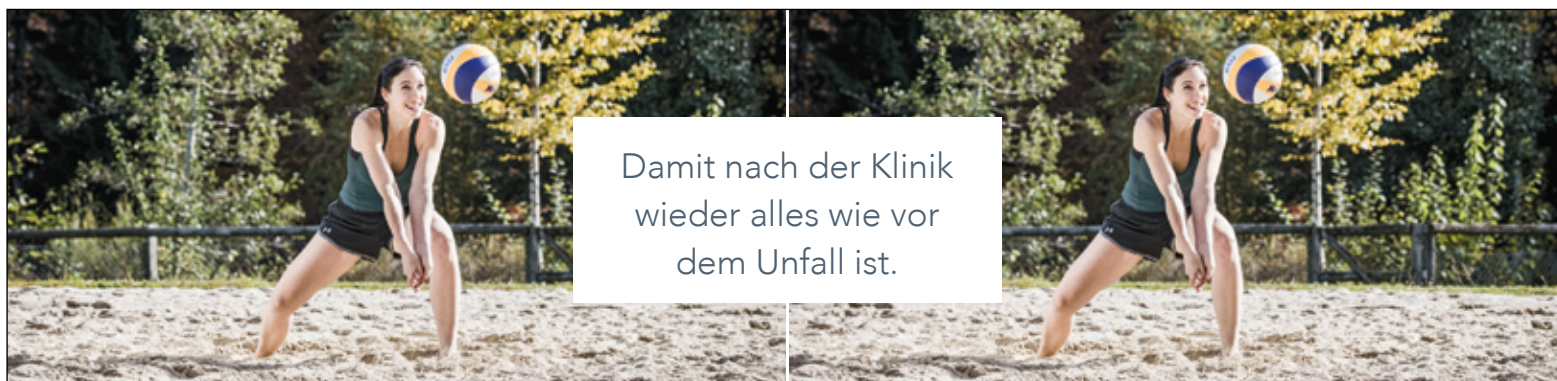 Damit nach der Klinik
wieder alles wie vor
dem Unfall ist.